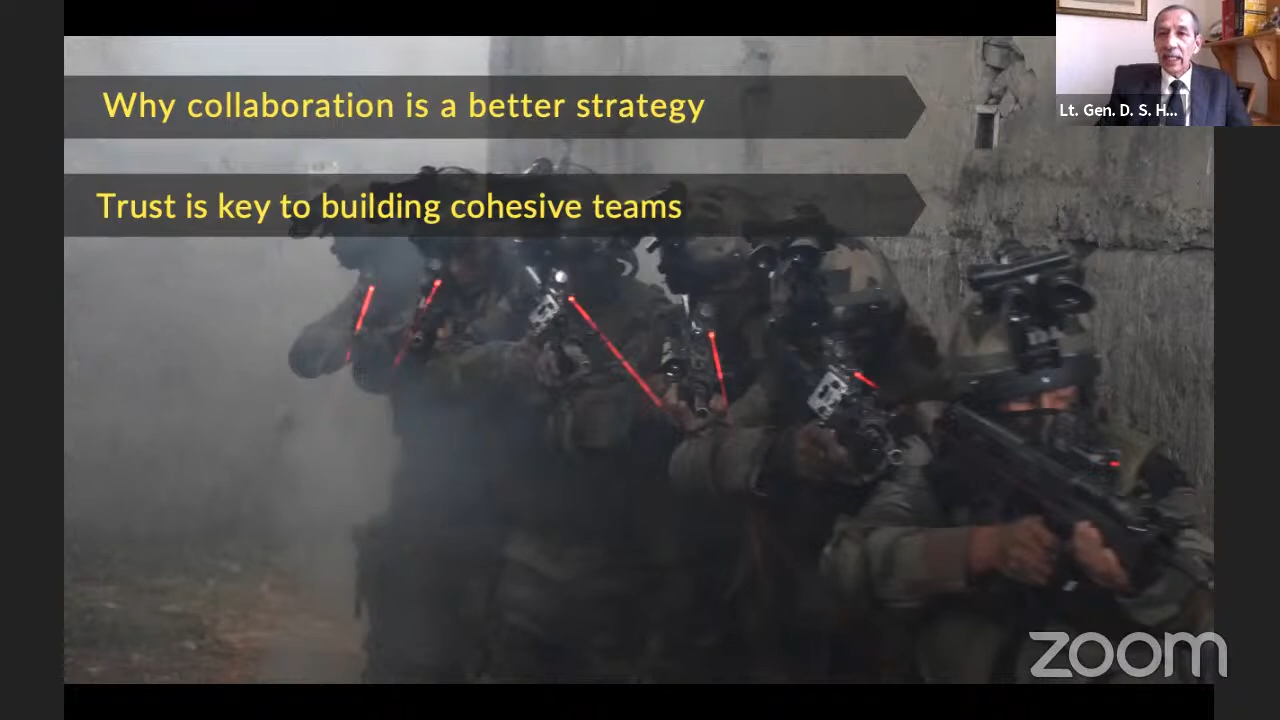 Why collaboration is a better strategy
Lt. Gen. D. S. H...
Trust is key to building cohesive teams
zoom